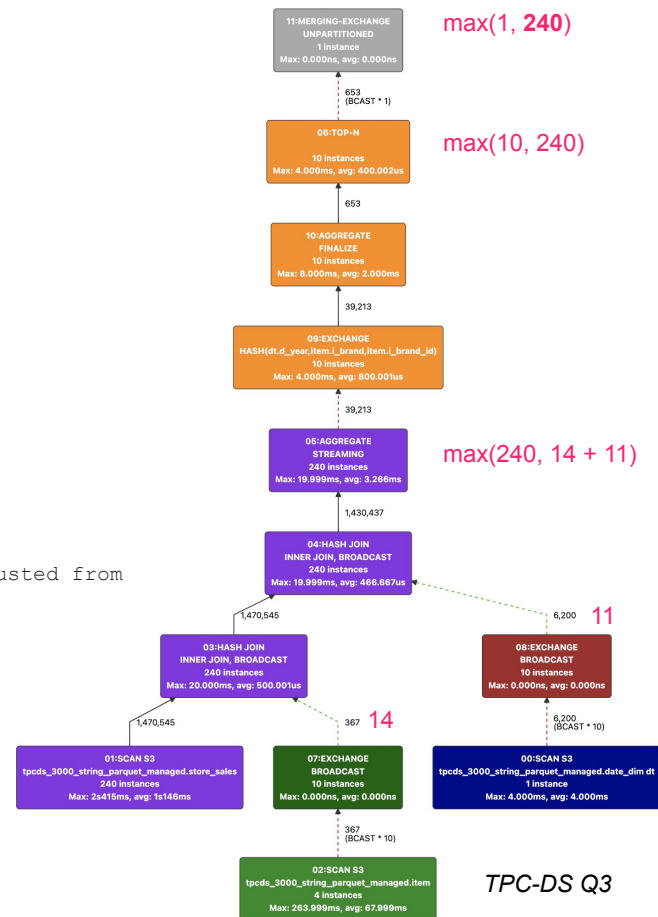 11:MERGING-EXCHANGE
UNPARTITIONED
1 instance
Max: 0.000ns, avg: 0.000ns
max(1, 240)
653
(BCAST * 1)
06:TOP-N
10 instances
Max: 4.000ms, avg: 400.002us
max(10, 240)
653
10:AGGREGATE
FINALIZE
10 instances
Max: 8.000ms, avg: 2.000ms
39,213
09:EXCHANGE
HASH(dt.d_year,item.i_brand,item.i_brand_id)
10 instances
Max: 4.000ms, avg: 800.001us
39,213
05:AGGREGATE
STREAMING
240 instances
Max: 19.999ms, avg: 3.266ms
max(240, 14 + 11)
1,430,437
04:HASH JOIN
INNER JOIN, BROADCAST
240 instances
Max: 19.999ms, avg: 466.667us
usted from
1,470,545
6,200
11
03:HASH JOIN
INNER JOIN, BROADCAST
240 instances
Max: 20.000ms, avg: 500.001us
08:EXCHANGE
BROADCAST
10 instances
Max: 0.000ns, avg: 0.000ns
1,470,545
367
14
6,200
(BCAST * 10)
01:SCAN S3
tpcds_3000_string_parquet_managed.store_sales
240 instances
Max: 2s415ms, avg: 1s146ms
07:EXCHANGE
BROADCAST
10 instances
Max: 0.000ns, avg: 0.000ns
00:SCAN S3
tpcds_3000_string_parquet_managed.date_dim dt
1 instance
Max: 4.000ms, avg: 4.000ms
367
(BCAST * 10)
02:SCAN S3
tpcds_3000_string_parquet_managed.item
4 instances
Max: 263.999ms, avg: 67.999ms
TPC-DS Q3